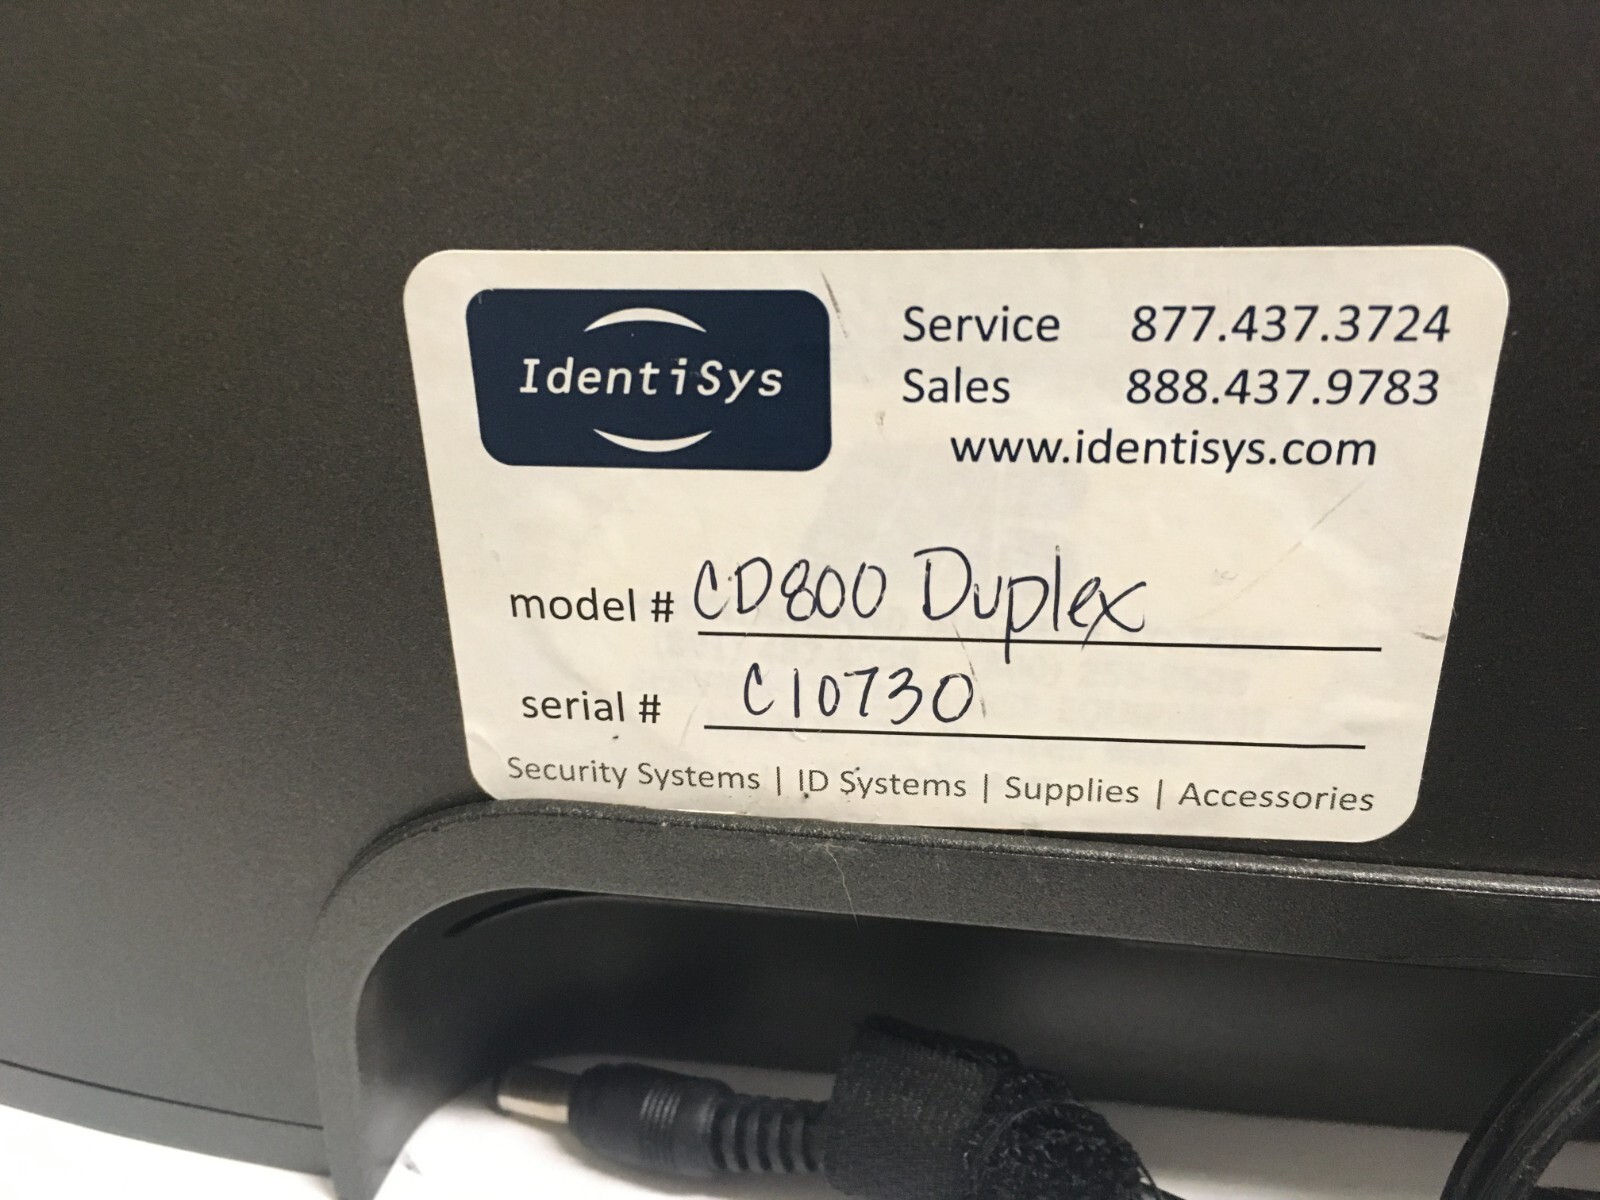 IdentiSys
Service 877.437.3724
Sales 888.437.9783
www.identisys.com
model # CD800 Duplex
serial # C10730
Security Systems | ID Systems | Supplies | Accessories